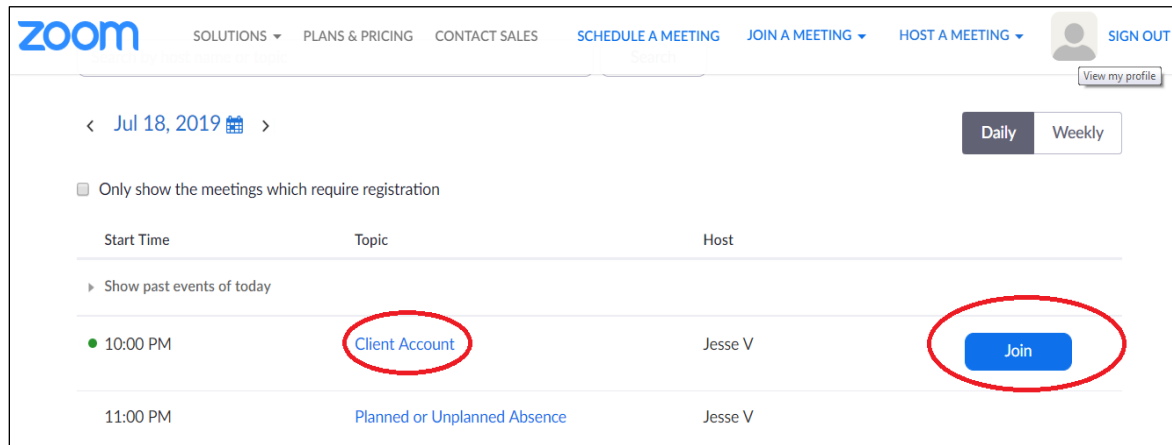 zoom SOLUTIONS PLANS & PRICING CONTACT SALES SCHEDULE A MEETING JOIN A MEETING HOST A MEETING SIGN OUT
Search
View my profile
Jul 18, 2019
Daily Weekly
Only show the meetings which require registration
Start Time Topic Host
Show past events of today
10:00 PM Client Account Jesse V Join
11:00 PM Planned or Unplanned Absence Jesse V